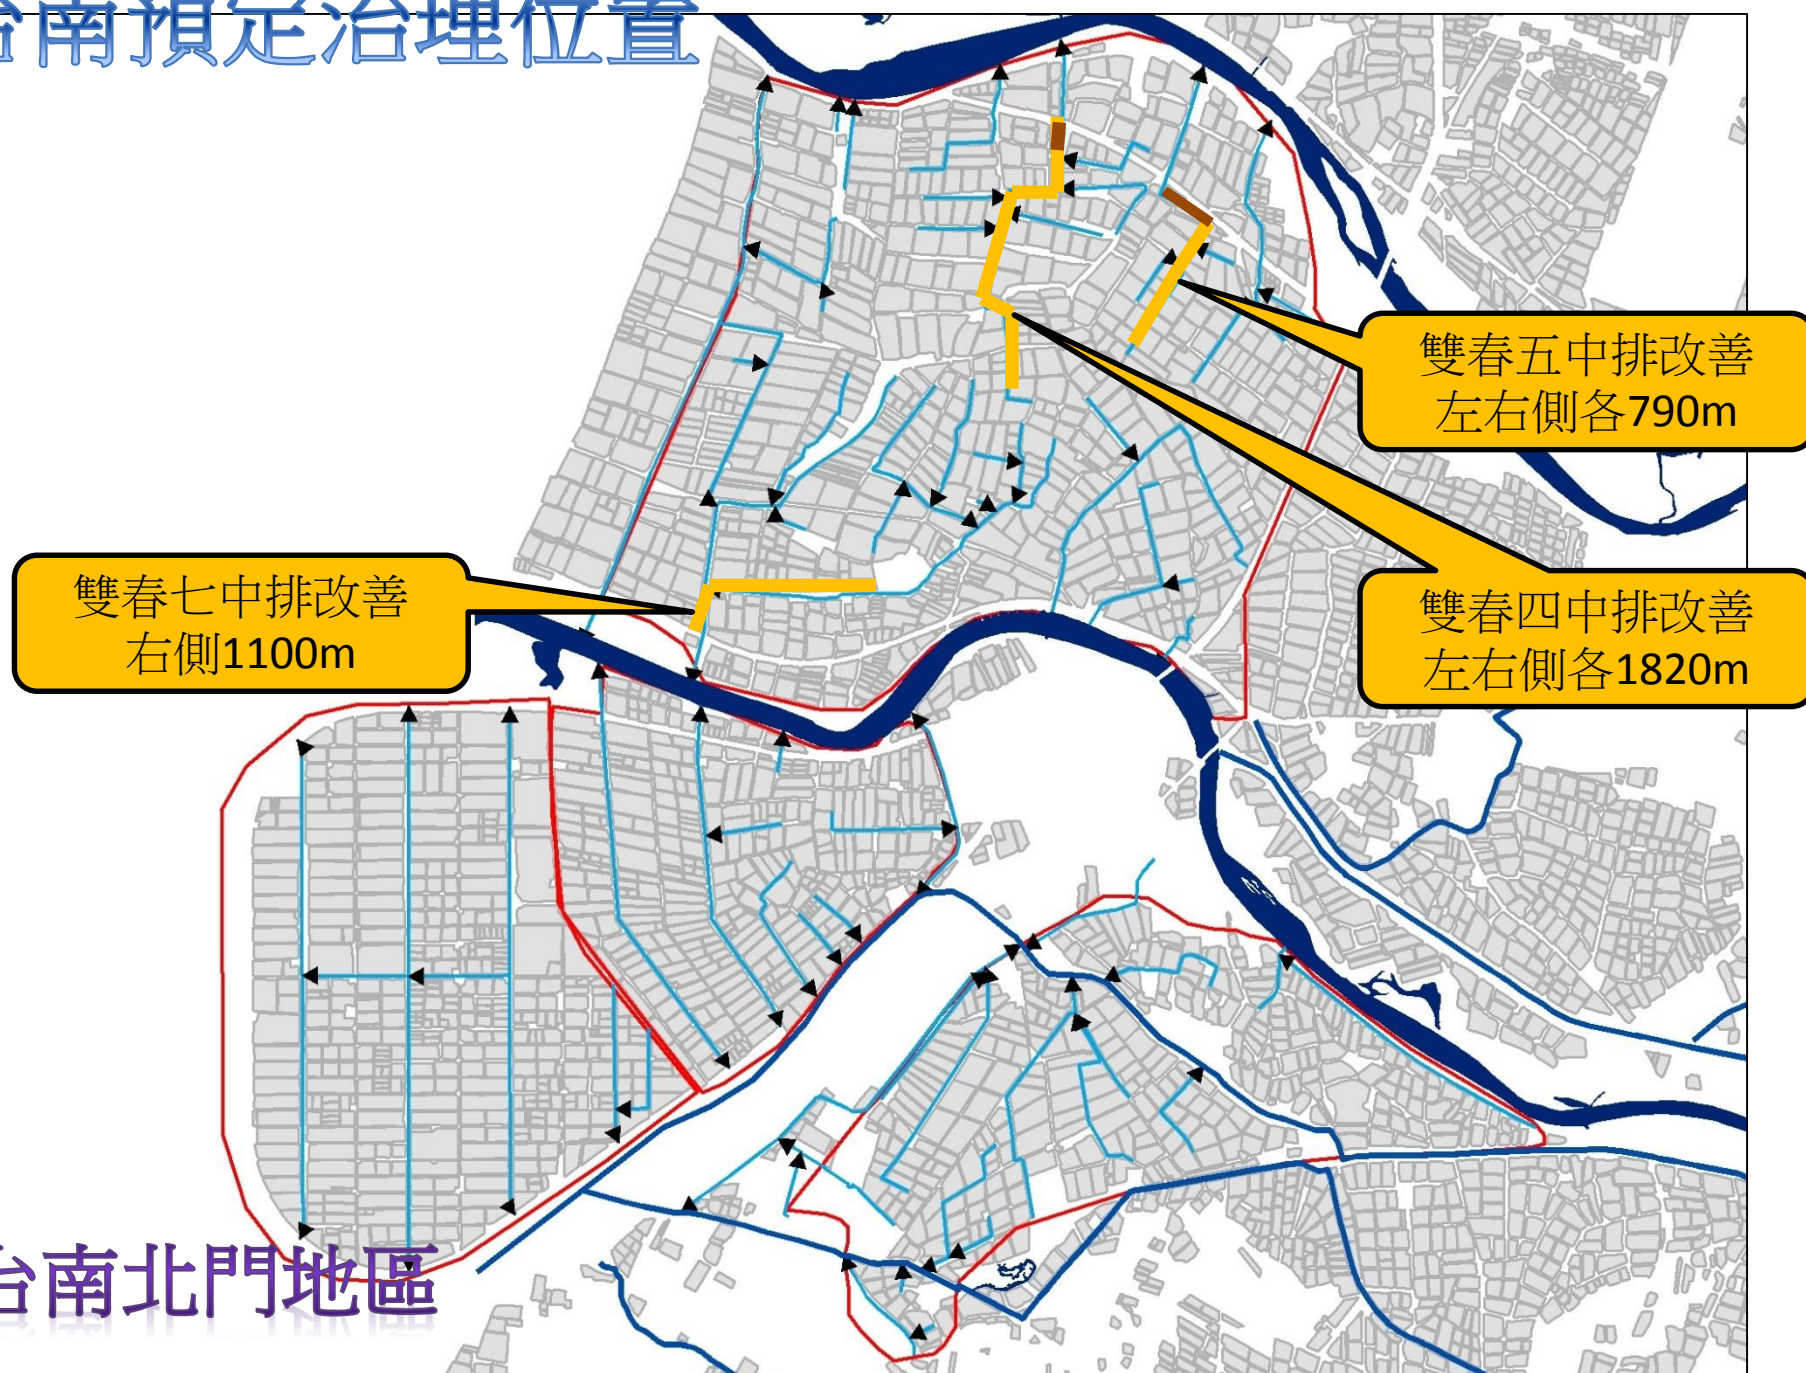 台南預定治理位置
雙春五中排改善
左右側各790m
雙春七中排改善
右側1100m
雙春四中排改善
左右側各1820m
台南北門地區